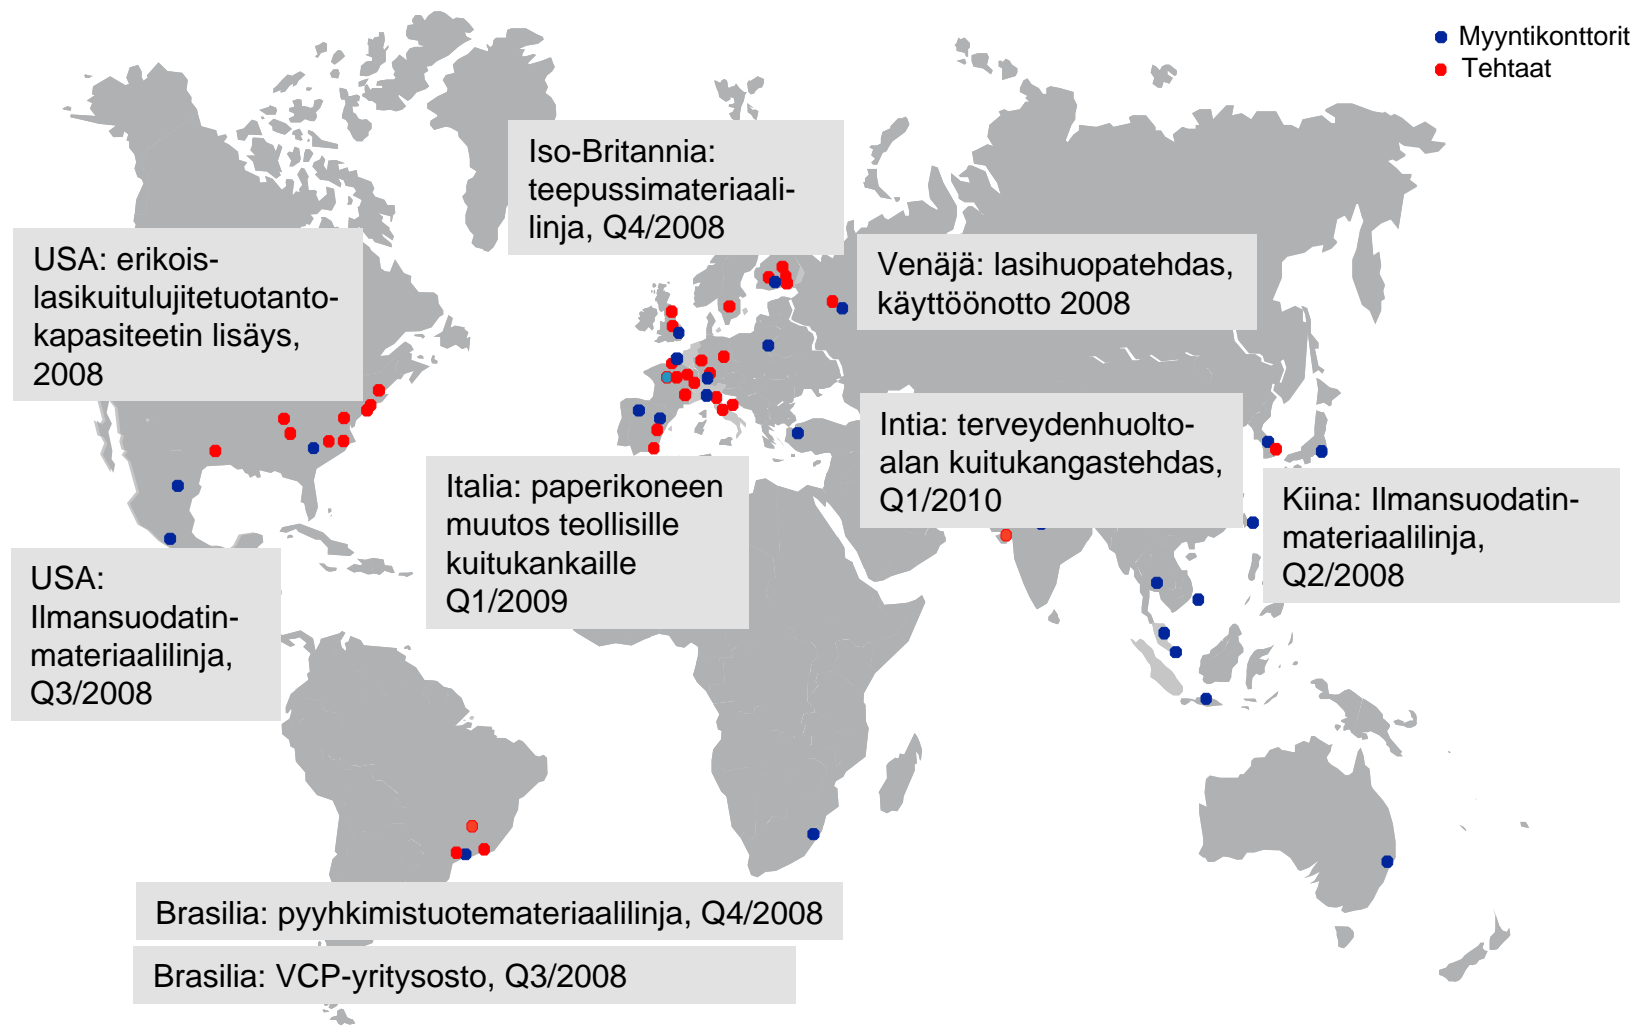 Myyntikonttorit
Tehtaat
Iso-Britannia:
teepussimateriaali-
linja, Q4/2008
USA: erikois-
lasikuitulujitetuotanto-
kapasiteetin lisäys,
2008
Venäjä: lasihuopatehdas,
käyttöönotto 2008
Intia: terveydenhuolto-
alan kuitukangastehdas,
Q1/2010
Italia: paperikoneen
muutos teollisille
kuitukankaille
Q1/2009
Kiina: Ilmansuodatin-
materiaalilinja,
Q2/2008
USA:
Ilmansuodatin-
materiaalilinja,
Q3/2008
Brasilia: pyyhkimistuotemateriaalilinja, Q4/2008
Brasilia: VCP-yritysosto, Q3/2008